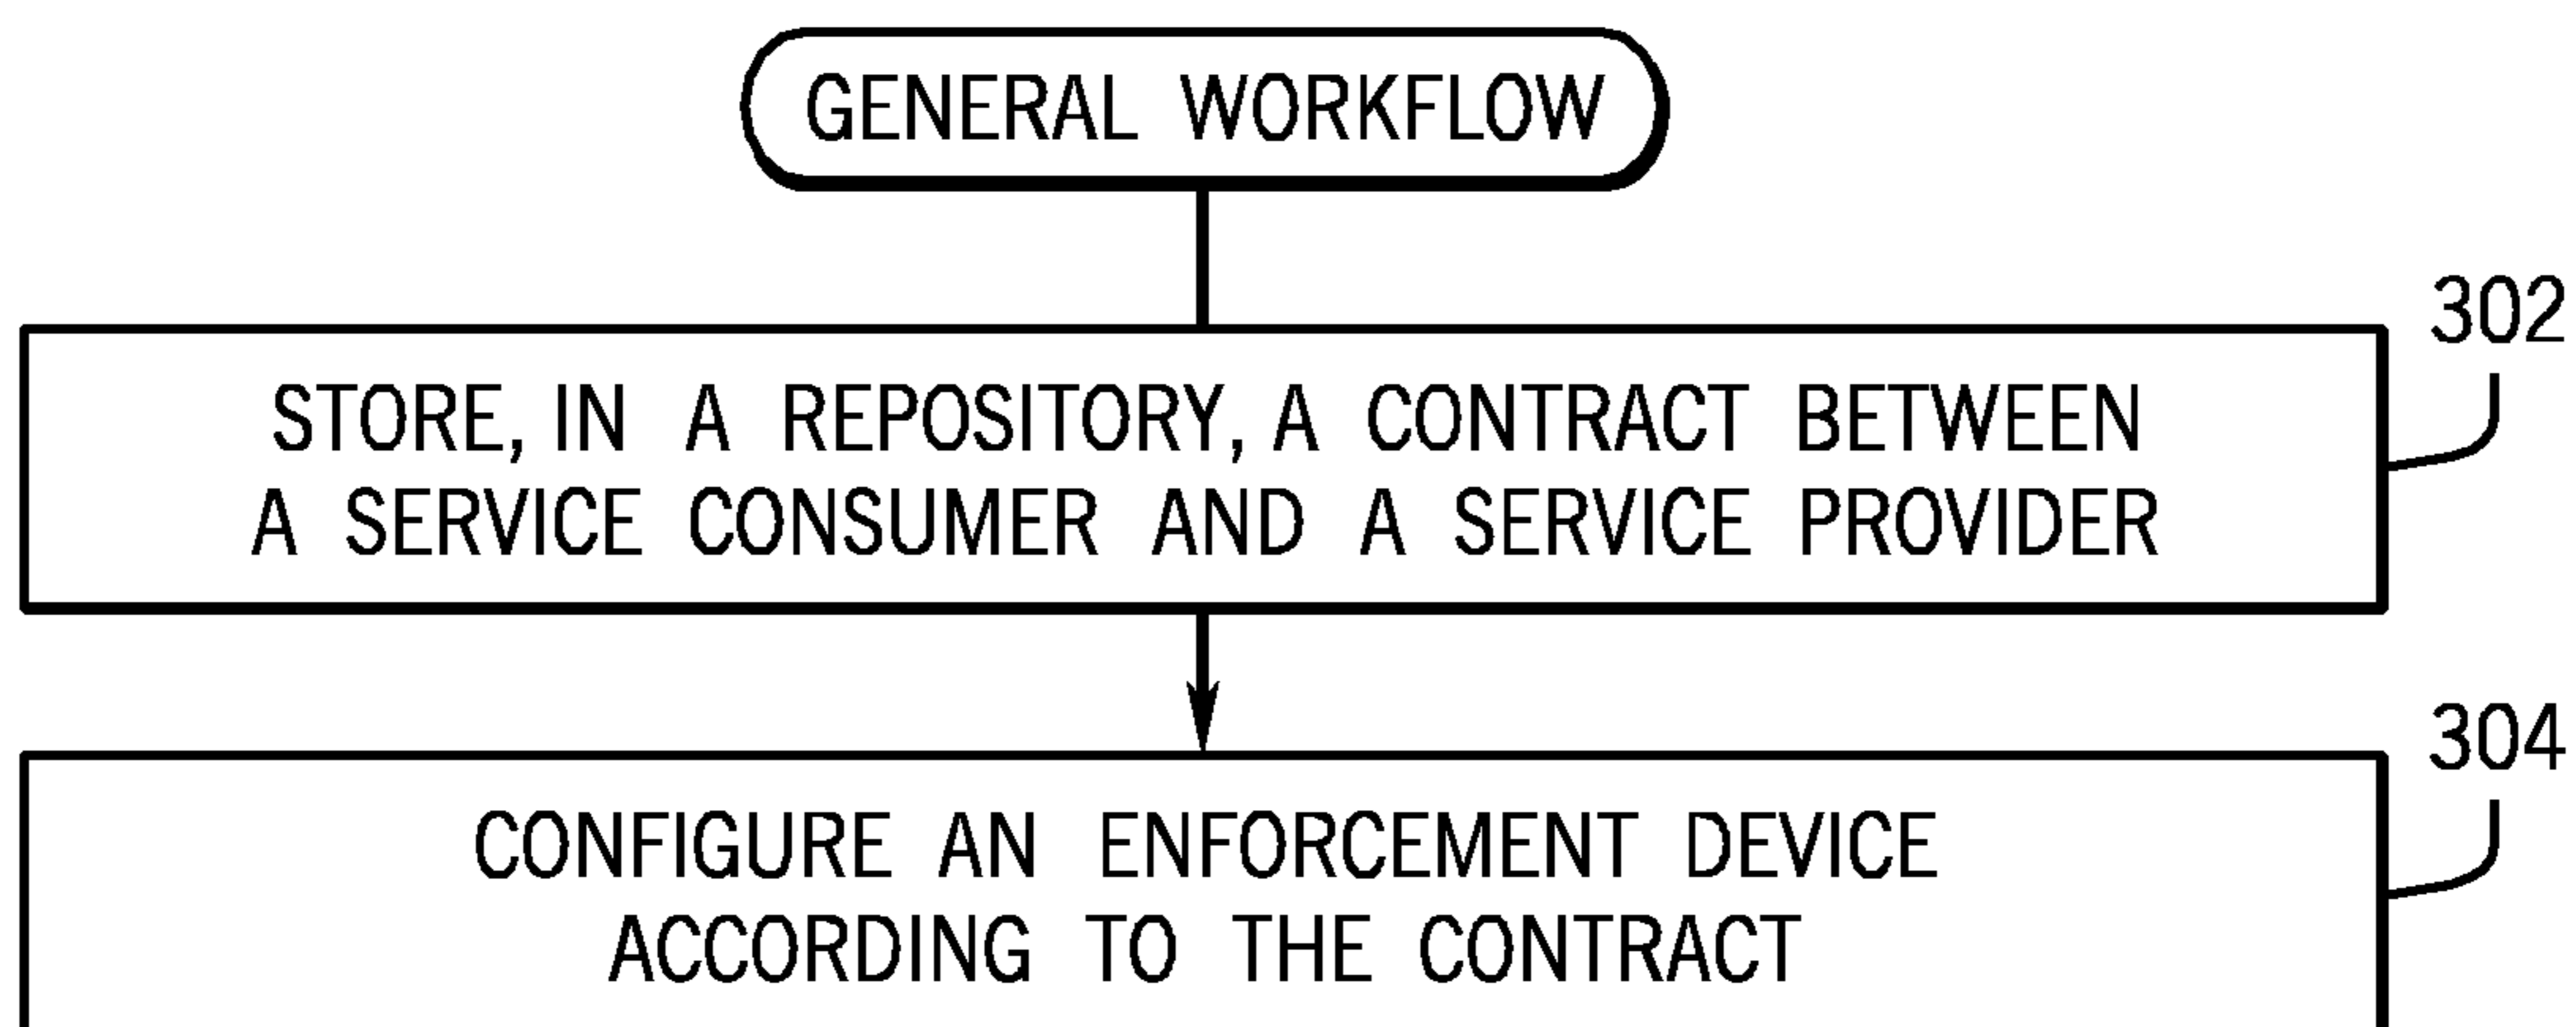 GENERAL WORKFLOW
302
STORE, IN A REPOSITORY, A CONTRACT BETWEEN
A SERVICE CONSUMER AND A SERVICE PROVIDER
304
CONFIGURE AN ENFORCEMENT DEVICE
ACCORDING TO THE CONTRACT